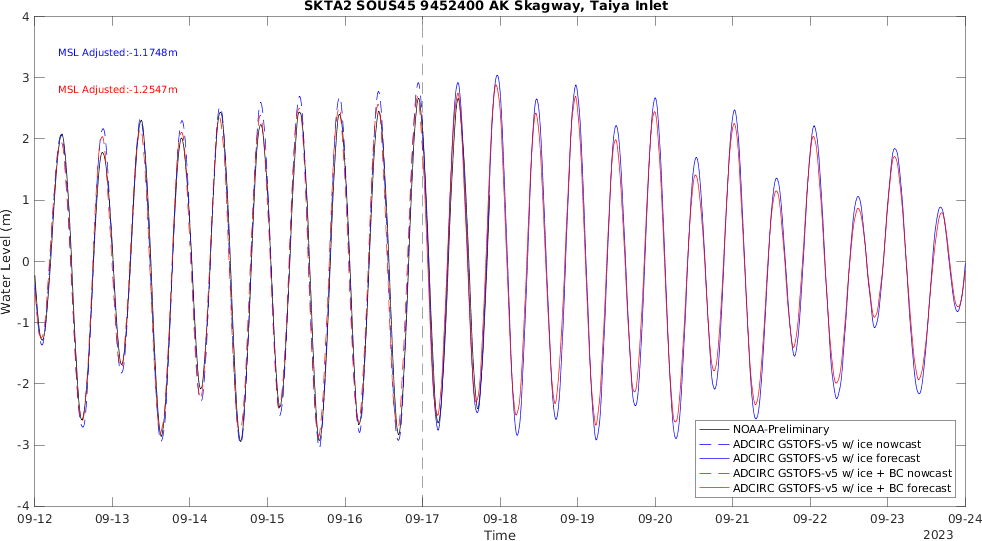 SKTA2 SOUS45 9452400 AK Skagway, Taiya Inlet
MSL Adjusted:-1.1748m
MSL Adjusted:-1.2547m
4
3
2
1
0
-1
-2
-3
-4
Water Level (m)
NOAA-Preliminary
ADCIRC GSTOFS-v5 w/ ice nowcast
ADCIRC GSTOFS-v5 w/ ice forecast
ADCIRC GSTOFS-v5 w/ ice + BC nowcast
ADCIRC GSTOFS-v5 w/ ice + BC forecast
09-12 09-13 09-14 09-15 09-16 09-17 09-18 09-19 09-20 09-21 09-22 09-23 09-24
Time
2023